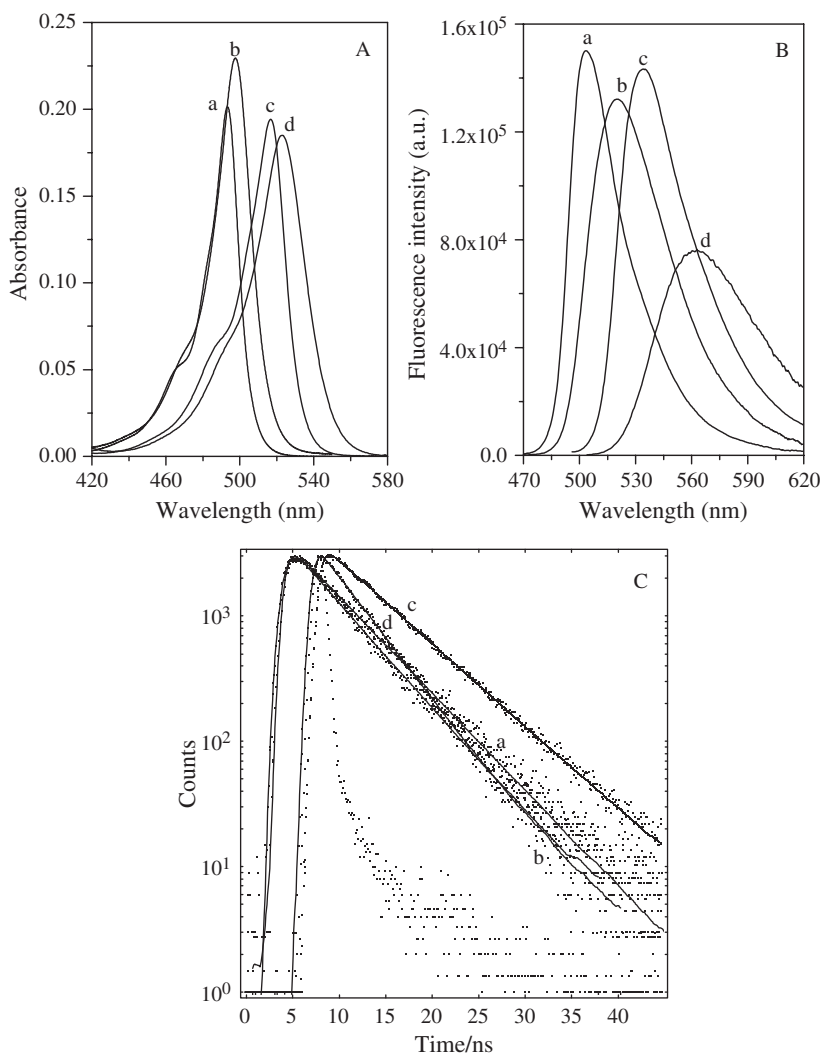 A
Absorbance
0.25
0.20
0.15
0.10
0.05
0.00
a
b
c
d
420 460 500 540 580
Wavelength (nm)
B
Fluorescence intensity (a.u.)
1.6x10⁵
1.2x10⁵
8.0x10⁴
4.0x10⁴
0.0
a
b
c
d
470 500 530 560 590 620
Wavelength (nm)
C
Counts
10³
10²
10¹
10⁰
c
d
a
b
0 5 10 15 20 25 30 35 40
Time/ns